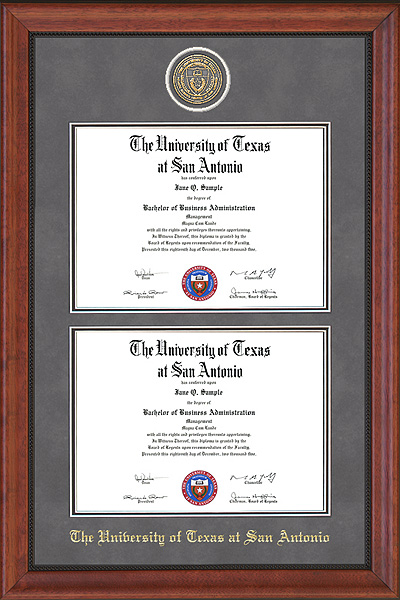 The University of Texas
at San Antonio
has conferred upon
Jane Q. Sample
the degree of
Bachelor of Business Administration
Management
Magna Cum Laude
with all the rights and privileges thereunto appertaining.
In Witness Thereof, this diploma is granted by the
Board of Regents upon recommendation of the Faculty.
Presented this eighteenth day of December, two thousand five.
Dean
Chancellor
President
Chairman, Board of Regents
The University of Texas
at San Antonio
has conferred upon
Jane Q. Sample
the degree of
Bachelor of Business Administration
Management
Magna Cum Laude
with all the rights and privileges thereunto appertaining.
In Witness Thereof, this diploma is granted by the
Board of Regents upon recommendation of the Faculty.
Presented this eighteenth day of December, two thousand five.
Dean
Chancellor
President
Chairman, Board of Regents
The University of Texas at San Antonio